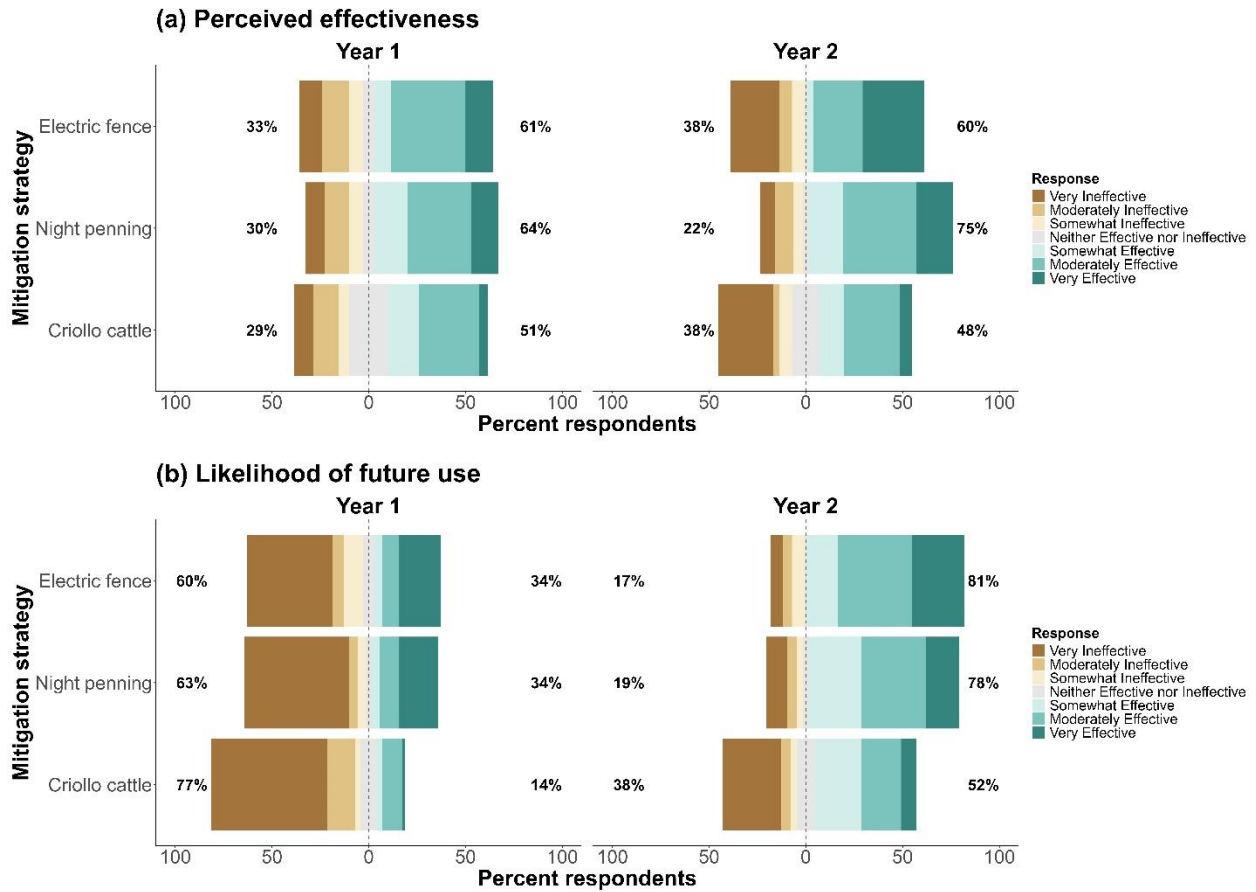 (a) Perceived effectiveness
Year 1
Year 2
Mitigation strategy
Electric fence
33%
61%
38%
60%
Night penning
30%
64%
22%
75%
Criollo cattle
29%
51%
38%
48%
100 50 0 50 100
100 50 0 50 100
Percent respondents
Response
Very Ineffective
Moderately Ineffective
Somewhat Ineffective
Neither Effective nor Ineffective
Somewhat Effective
Moderately Effective
Very Effective
(b) Likelihood of future use
Year 1
Year 2
Mitigation strategy
Electric fence
60%
34%
17%
81%
Night penning
63%
34%
19%
78%
Criollo cattle
77%
14%
38%
52%
100 50 0 50 100
100 50 0 50 100
Percent respondents
Response
Very Ineffective
Moderately Ineffective
Somewhat Ineffective
Neither Effective nor Ineffective
Somewhat Effective
Moderately Effective
Very Effective